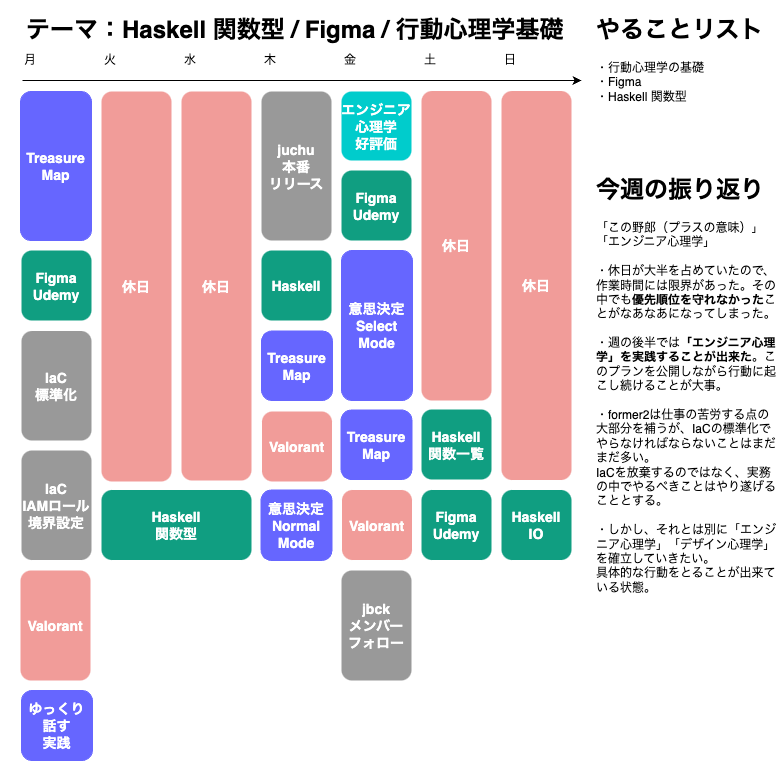 テーマ：Haskell 関数型 / Figma / 行動心理学基礎
月
火
水
木
金
土
日
Treasure
Map
Figma
Udemy
IaC
標準化
IaC
IAMロール
境界設定
Valorant
ゆっくり
話す
実践
休日
休日
Haskell
関数型
juchu
本番
リリース
Haskell
Treasure
Map
Valorant
意思決定
Normal
Mode
エンジニア
心理学
好評価
Figma
Udemy
意思決定
Select
Mode
Treasure
Map
Valorant
jbck
メンバー
フォロー
休日
Haskell
関数一覧
Figma
Udemy
休日
Haskell
IO
やることリスト
・行動心理学の基礎
・Figma
・Haskell 関数型
今週の振り返り
「この野郎（プラスの意味）」
「エンジニア心理学」
・休日が大半を占めていたので、
作業時間には限界があった。その
中でも優先順位を守れなかったこ
とがなあなあになってしまった。
・週の後半では「エンジニア心理
学」を実践することが出来た。こ
のプランを公開しながら行動に起
こし続けることが大事。
・former2は仕事の苦労する点の
大部分を補うが、IaCの標準化で
やらなければならないことはまだ
まだ多い。
IaCを放棄するのではなく、実務
の中でやるべきことはやり遂げる
こととする。
・しかし、それとは別に「エンジ
ニア心理学」「デザイン心理学」
を確立していきたい。
具体的な行動をとることが出来て
いる状態。